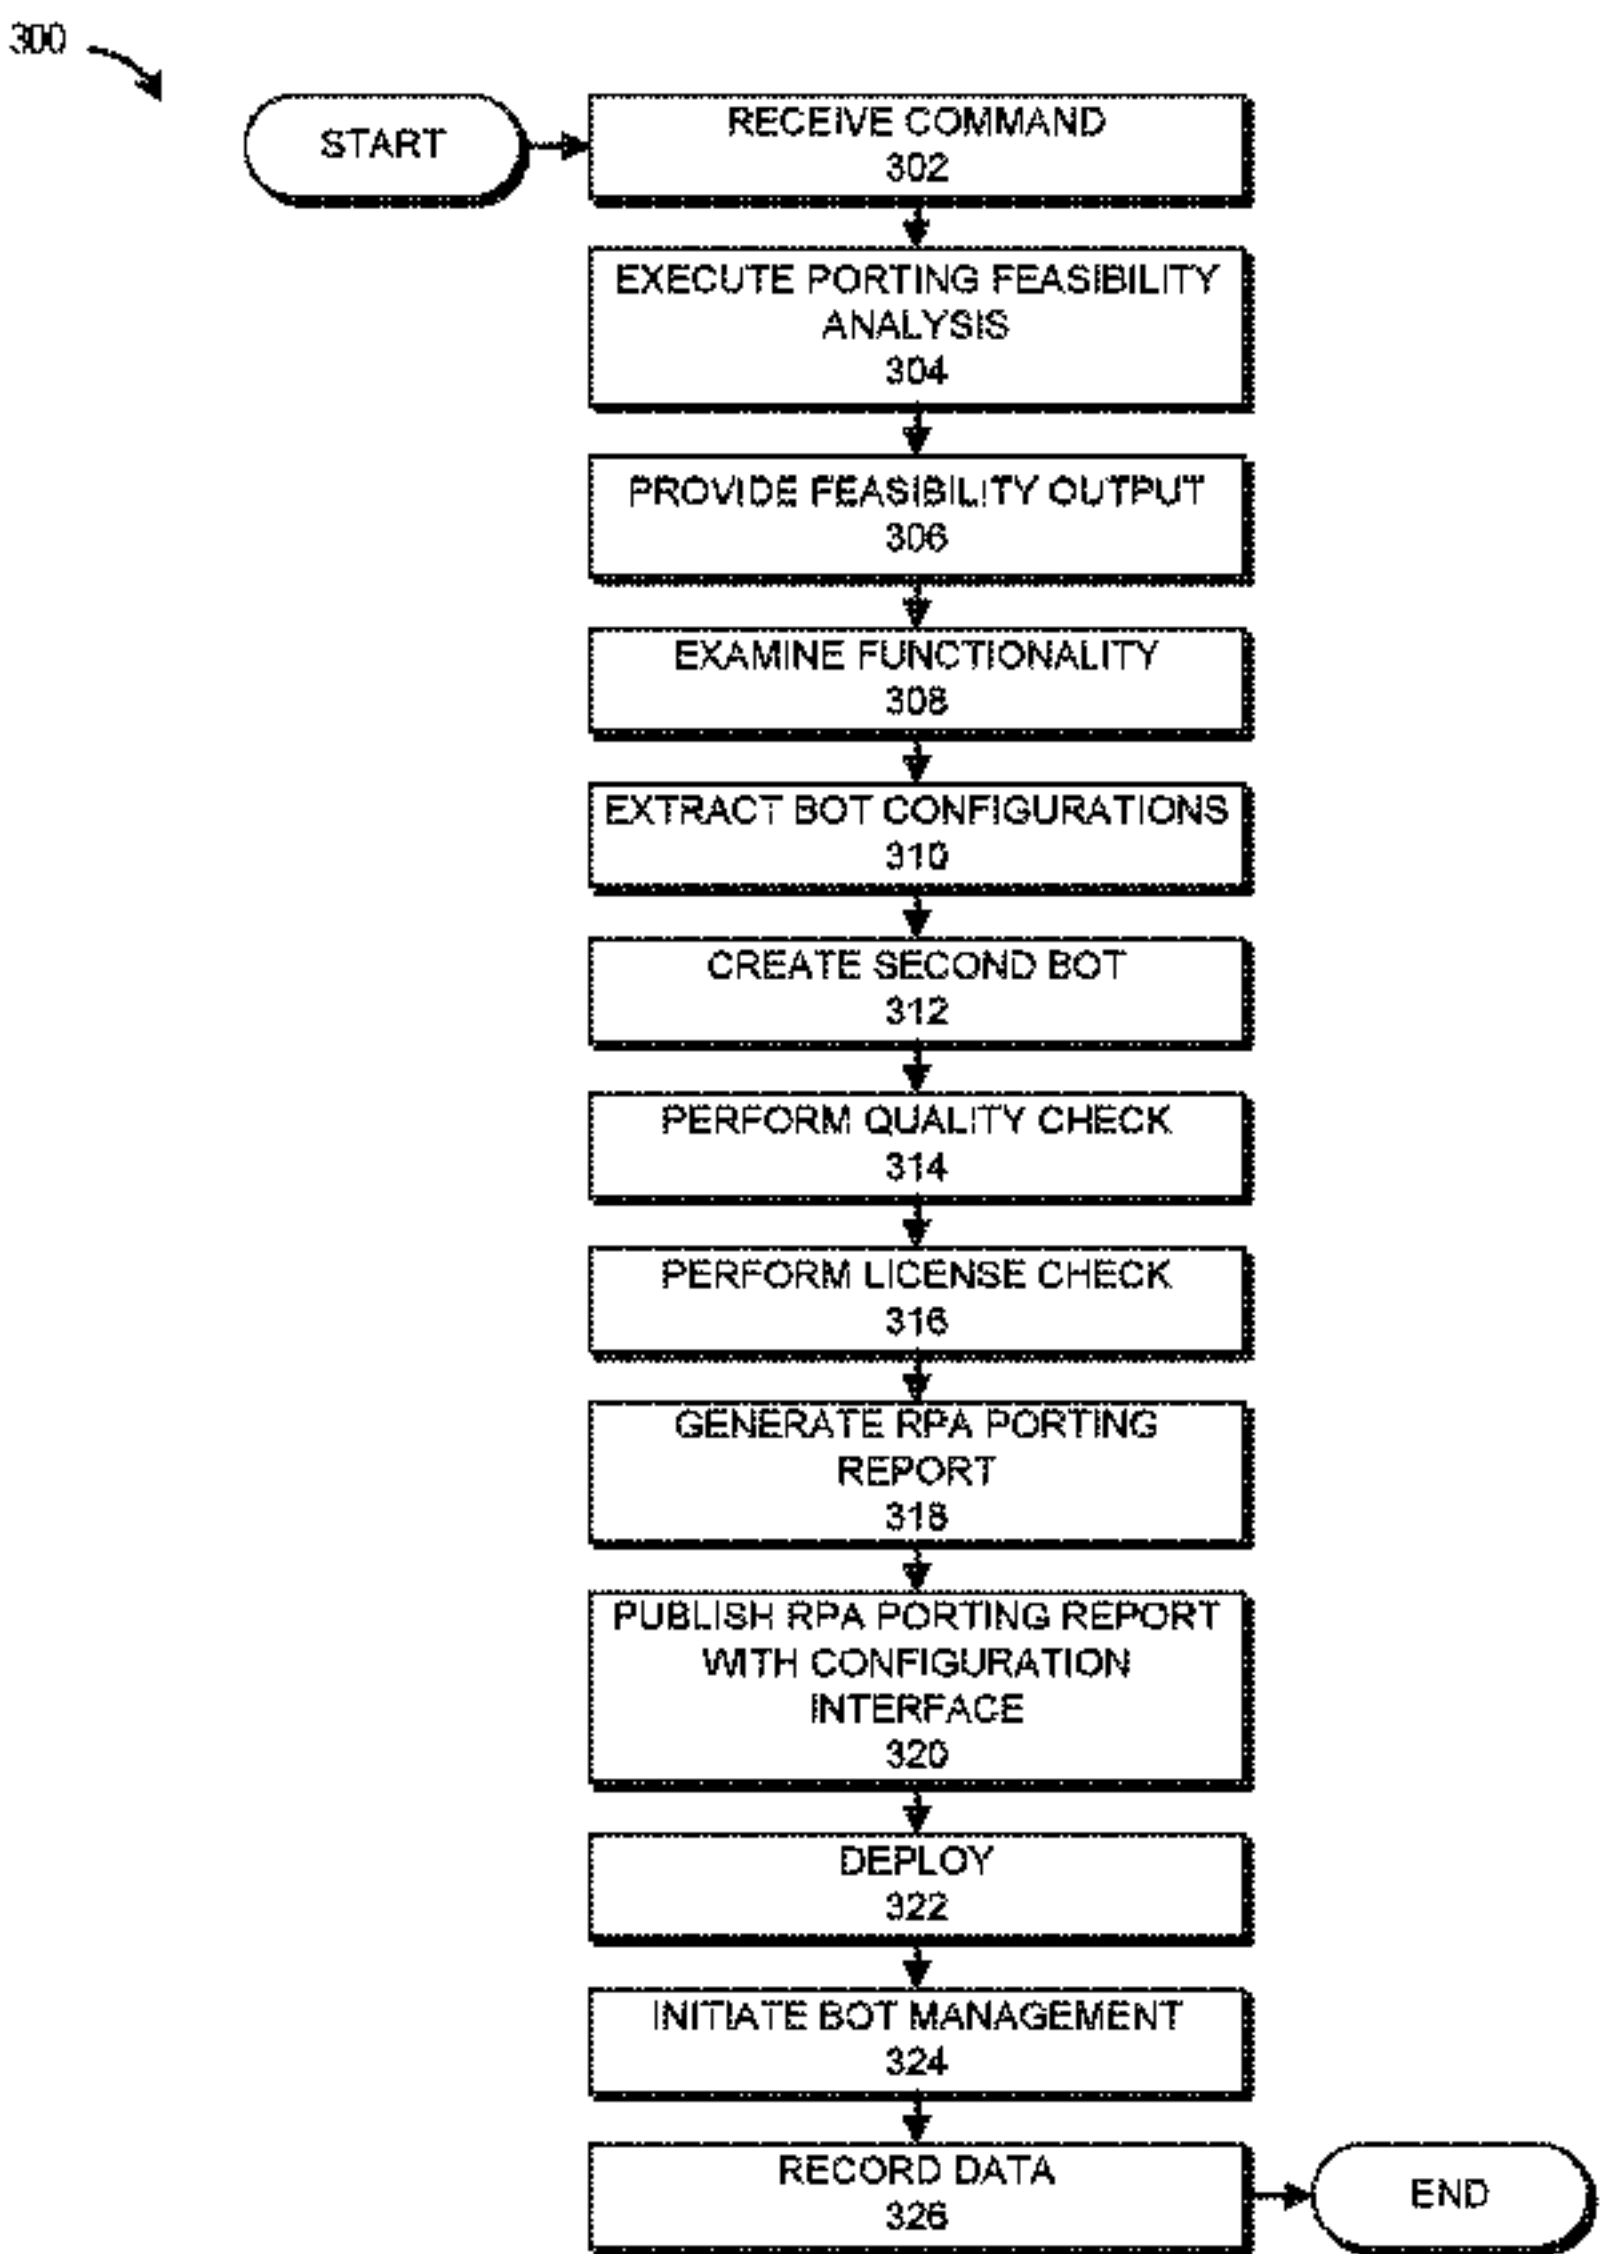 300
START
RECEIVE COMMAND
302
EXECUTE PORTING FEASIBILITY
ANALYSIS
304
PROVIDE FEASIBILITY OUTPUT
306
EXAMINE FUNCTIONALITY
308
EXTRACT BOT CONFIGURATIONS
310
CREATE SECOND BOT
312
PERFORM QUALITY CHECK
314
PERFORM LICENSE CHECK
316
GENERATE RPA PORTING
REPORT
318
PUBLISH RPA PORTING REPORT
WITH CONFIGURATION
INTERFACE
320
DEPLOY
322
INITIATE BOT MANAGEMENT
324
RECORD DATA
326
END